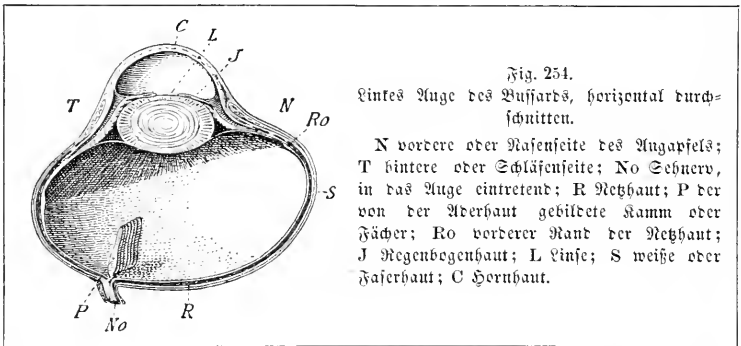 C
L
J
T
N
Ro
S
P
No
R
Fig. 254.
Linkes Auge des Bussards, horizontal durch-
schnitten.
N vordere oder Nasenseite des Augapfels;
T hintere oder Schläfenseite; No Sehnerv,
in das Auge eintretend; R Netzhaut; P der
von der Aderhaut gebildete Kamm oder
Fächer; Ro vorderer Rand der Netzhaut;
J Regenbogenhaut; L Linse; S weiße oder
Faserhaut; C Hornhaut.